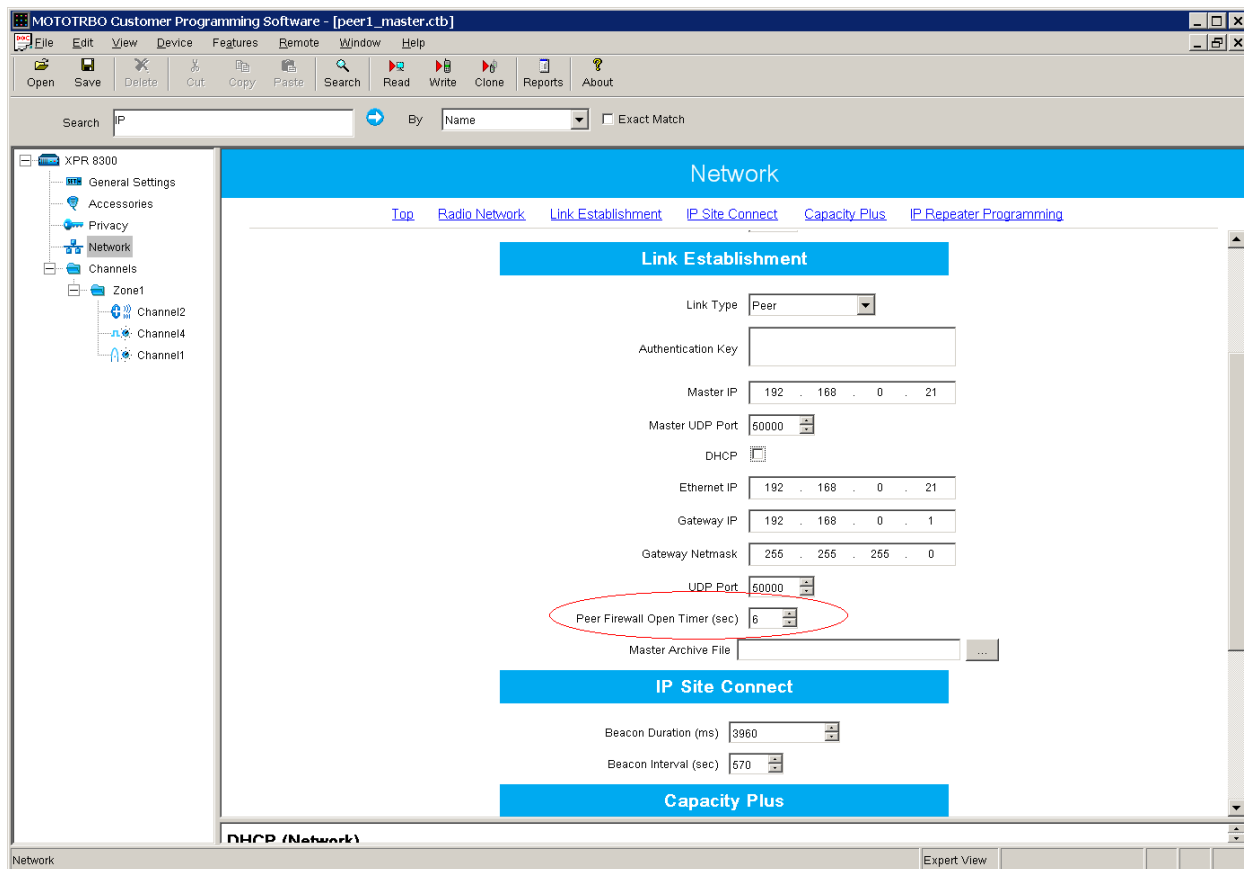 MOTOTRBO Customer Programming Software - [peer1_master.ctb]
File Edit View Device Features Remote Window Help
Open Save Delete Cut Copy Paste Search Read Write Clone Reports About
Search IP By Name Exact Match
XPR 8300
General Settings
Accessories
Privacy
Network
Channels
Zone1
Channel2
Channel4
Channel1
Network
Top Radio Network Link Establishment IP Site Connect Capacity Plus IP Repeater Programming
Link Establishment
Link Type Peer
Authentication Key
Master IP 192 . 168 . 0 . 21
Master UDP Port 50000
DHCP
Ethernet IP 192 . 168 . 0 . 21
Gateway IP 192 . 168 . 0 . 1
Gateway Netmask 255 . 255 . 255 . 0
UDP Port 50000
Peer Firewall Open Timer (sec) 6
Master Archive File ...
IP Site Connect
Beacon Duration (ms) 3960
Beacon Interval (sec) 570
Capacity Plus
DHCP (Network)
Network Expert View